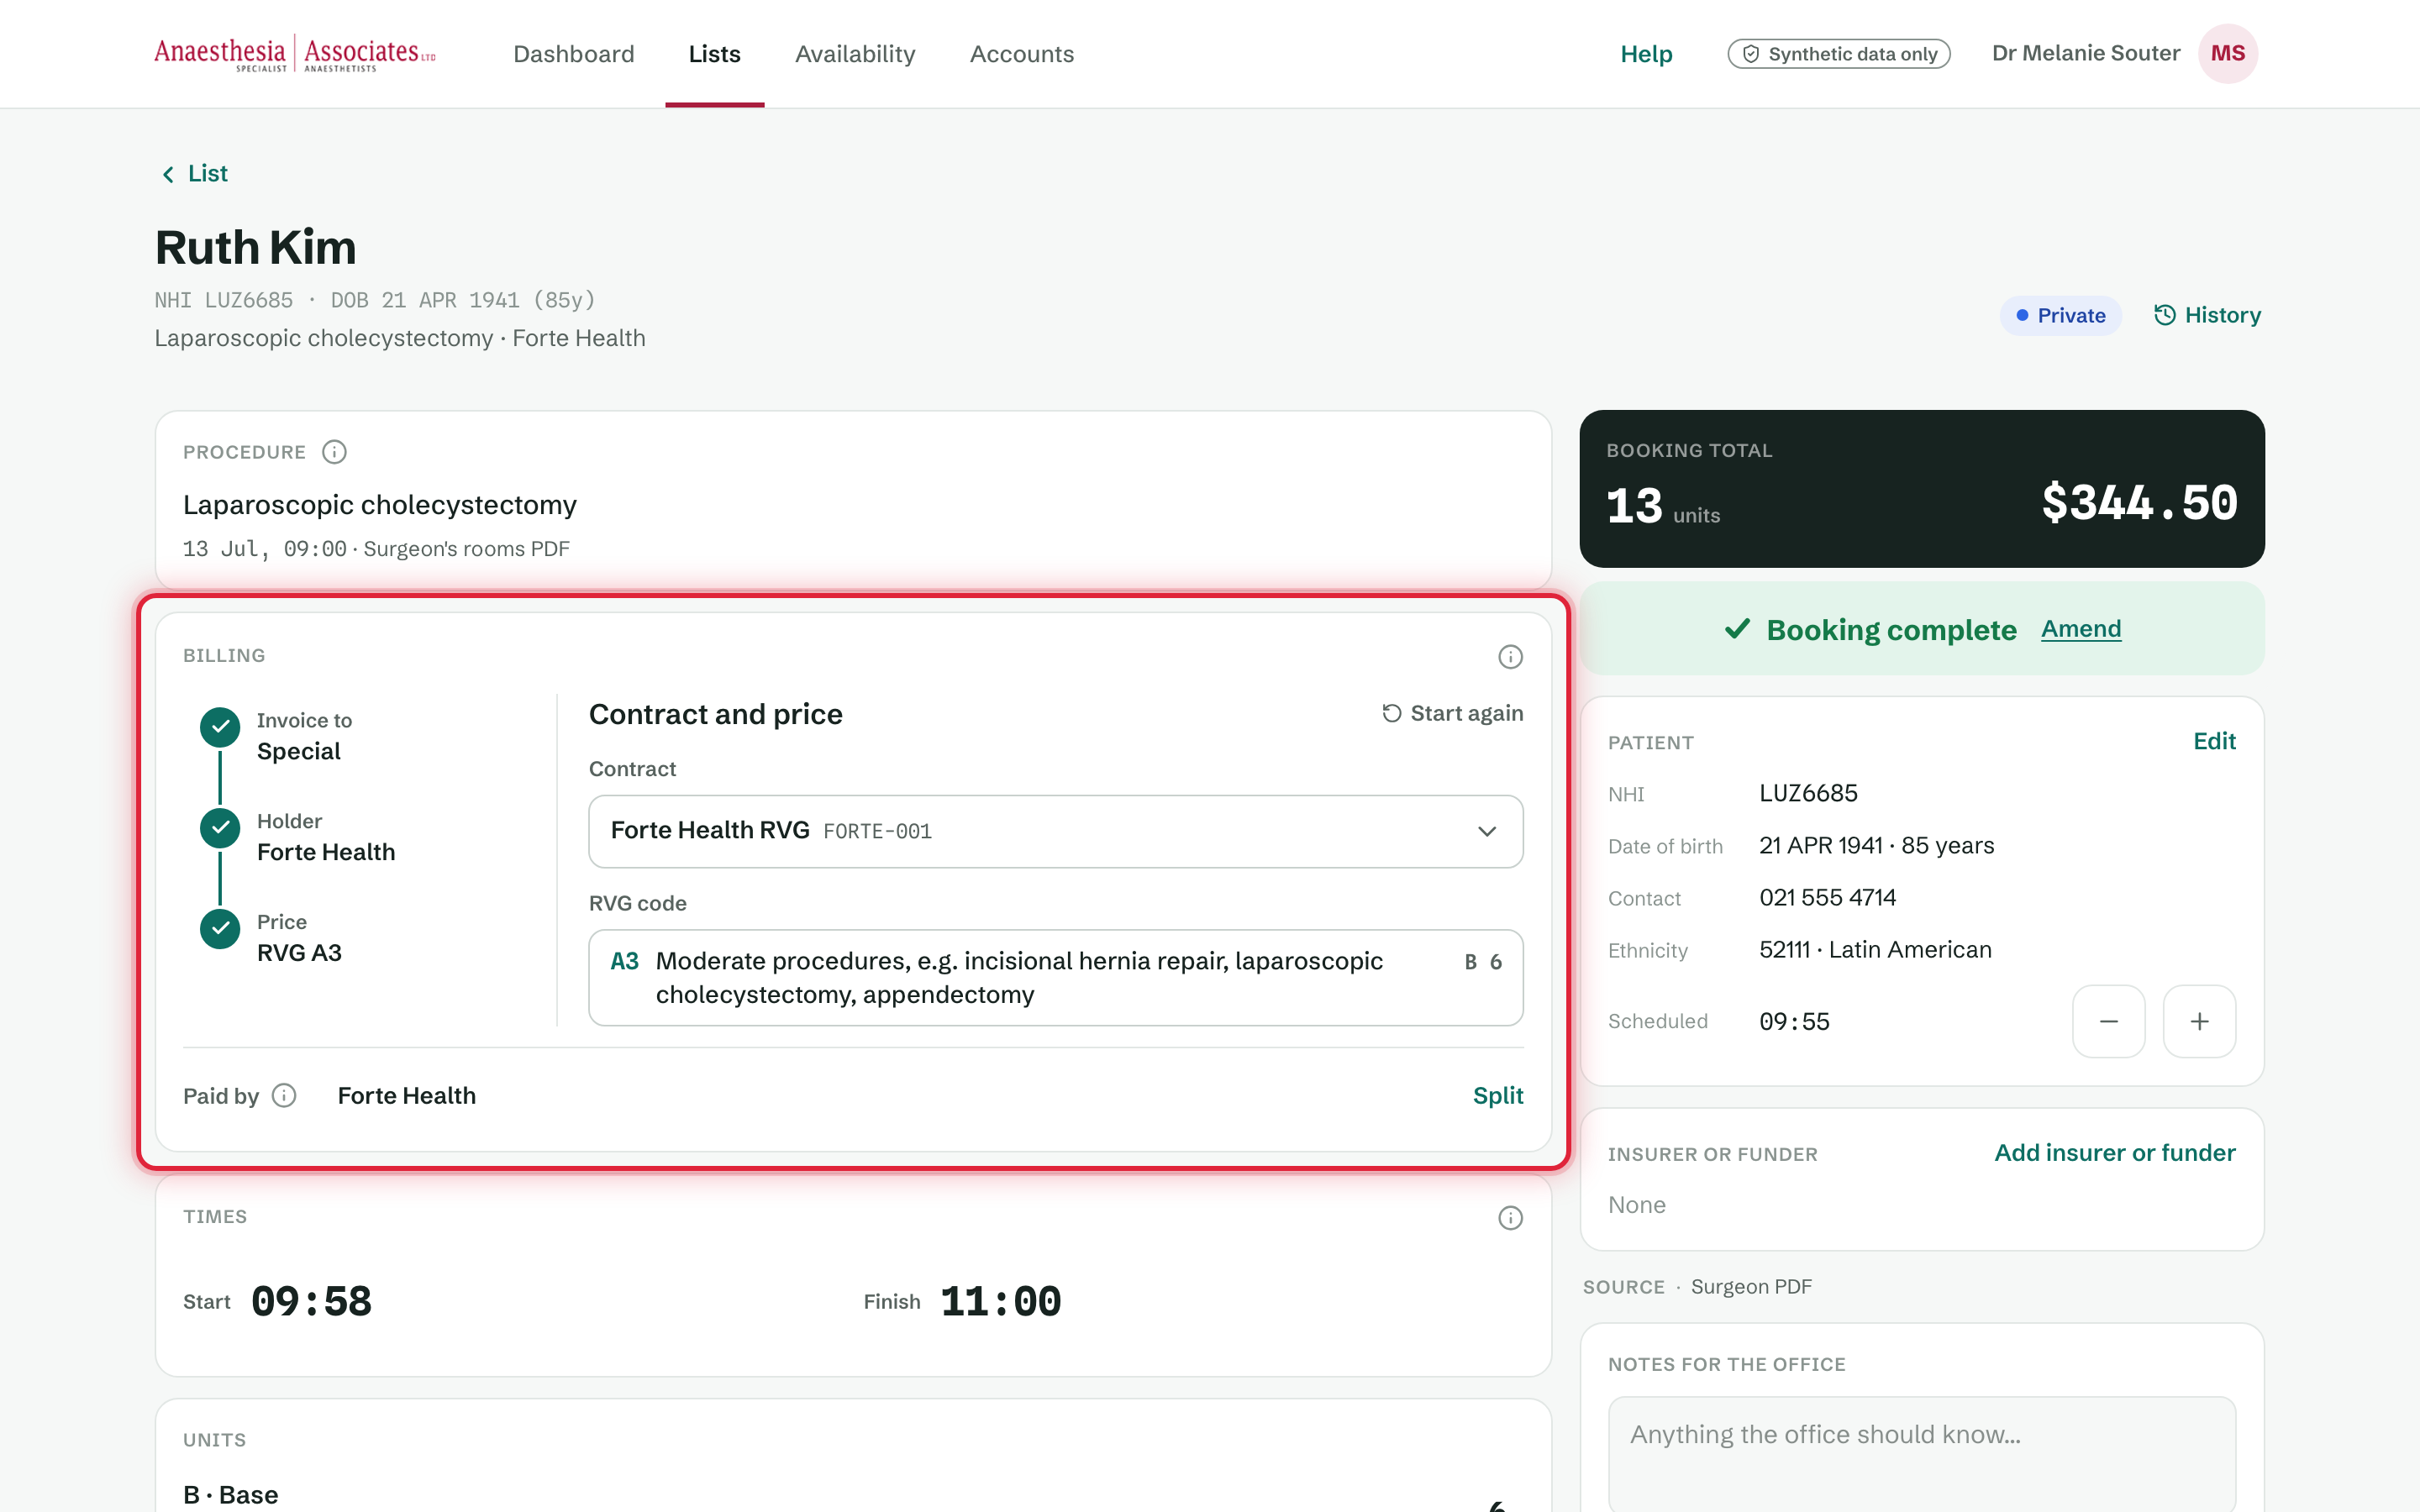 Anaesthesia | Associates LTD
SPECIALIST ANAESTHETISTS
Dashboard
Lists
Availability
Accounts
Help
Synthetic data only
Dr Melanie Souter
MS
List
Ruth Kim
NHI LUZ6685 · DOB 21 APR 1941 (85y)
Laparoscopic cholecystectomy · Forte Health
Private
History
PROCEDURE
Laparoscopic cholecystectomy
13 Jul, 09:00 · Surgeon's rooms PDF
BILLING
Invoice to
Special
Holder
Forte Health
Price
RVG A3
Contract and price
Start again
Contract
Forte Health RVG FORTE-001
RVG code
A3 Moderate procedures, e.g. incisional hernia repair, laparoscopic B 6
cholecystectomy, appendectomy
Paid by
Forte Health
Split
TIMES
Start 09:58
Finish 11:00
UNITS
B · Base
6
BOOKING TOTAL
13 units
$344.50
Booking complete
Amend
PATIENT
Edit
NHI LUZ6685
Date of birth 21 APR 1941 · 85 years
Contact 021 555 4714
Ethnicity 52111 · Latin American
Scheduled 09:55
− +
INSURER OR FUNDER
Add insurer or funder
None
SOURCE · Surgeon PDF
NOTES FOR THE OFFICE
Anything the office should know...